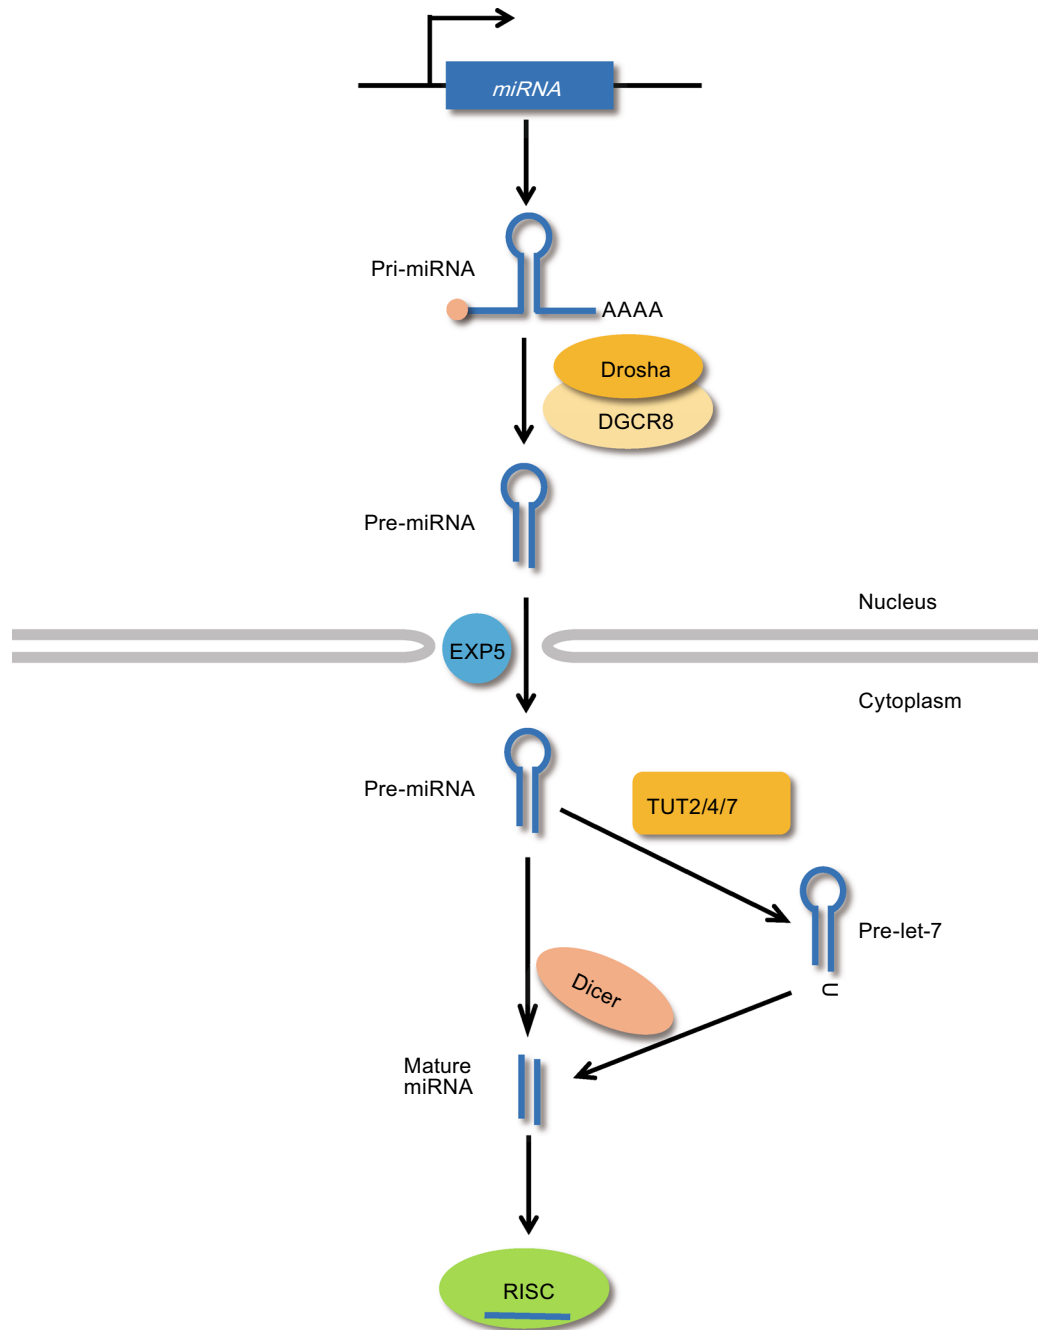 miRNA
Pri-miRNA
AAAA
Drosha
DGCR8
Pre-miRNA
Nucleus
EXP5
Cytoplasm
Pre-miRNA
TUT2/4/7
Pre-let-7
U
Dicer
Mature
miRNA
RISC